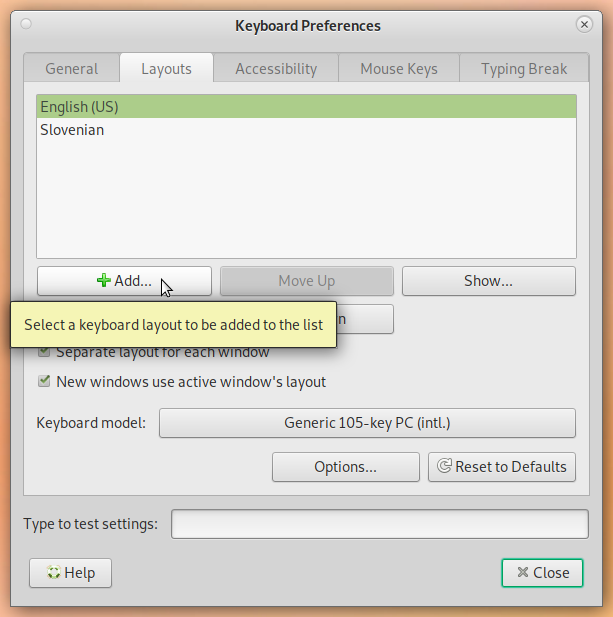 Keyboard Preferences
General Layouts Accessibility Mouse Keys Typing Break
English (US)
Slovenian
Add... Move Up Show...
Select a keyboard layout to be added to the list
Separate layout for each window
New windows use active window's layout
Keyboard model: Generic 105-key PC (intl.)
Options... Reset to Defaults
Type to test settings:
Help Close